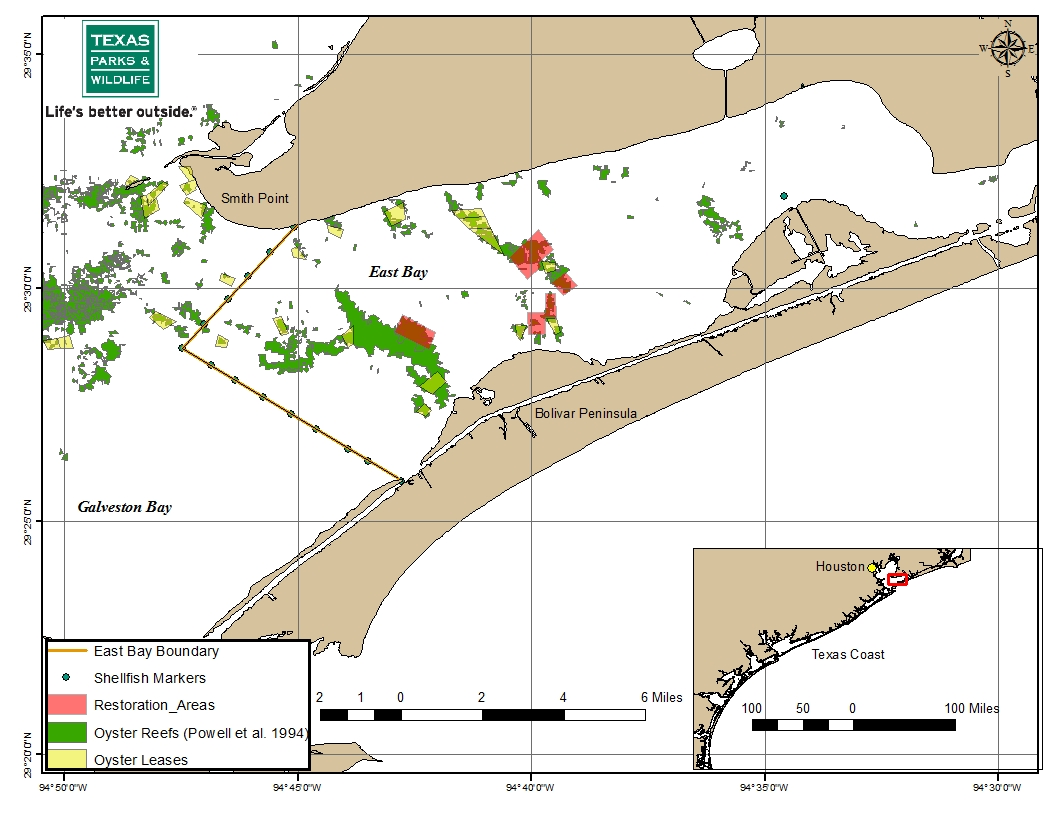 TEXAS
PARKS &
WILDLIFE
Life's better outside.®
N
W
E
S
29°35'0"N
29°30'0"N
29°25'0"N
29°20'0"N
Smith Point
East Bay
Bolivar Peninsula
Galveston Bay
Houston
Texas Coast
100 50 0 100 Miles
East Bay Boundary
Shellfish Markers
Restoration_Areas
Oyster Reefs (Powell et al. 1994)
Oyster Leases
2 1 0 2 4 6 Miles
94°50'0"W 94°45'0"W 94°40'0"W 94°35'0"W 94°30'0"W